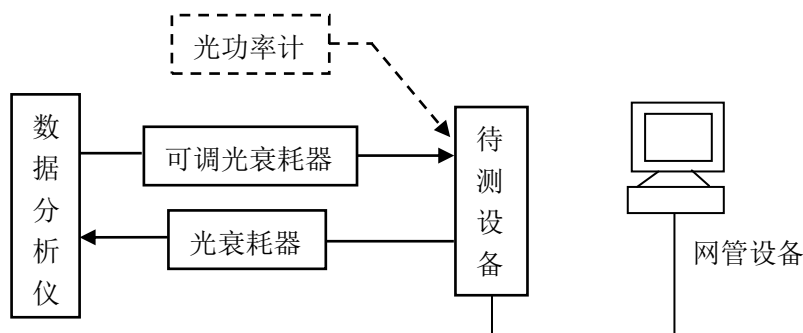 光功率计
数据分析仪
可调光衰耗器
光衰耗器
待测设备
网管设备